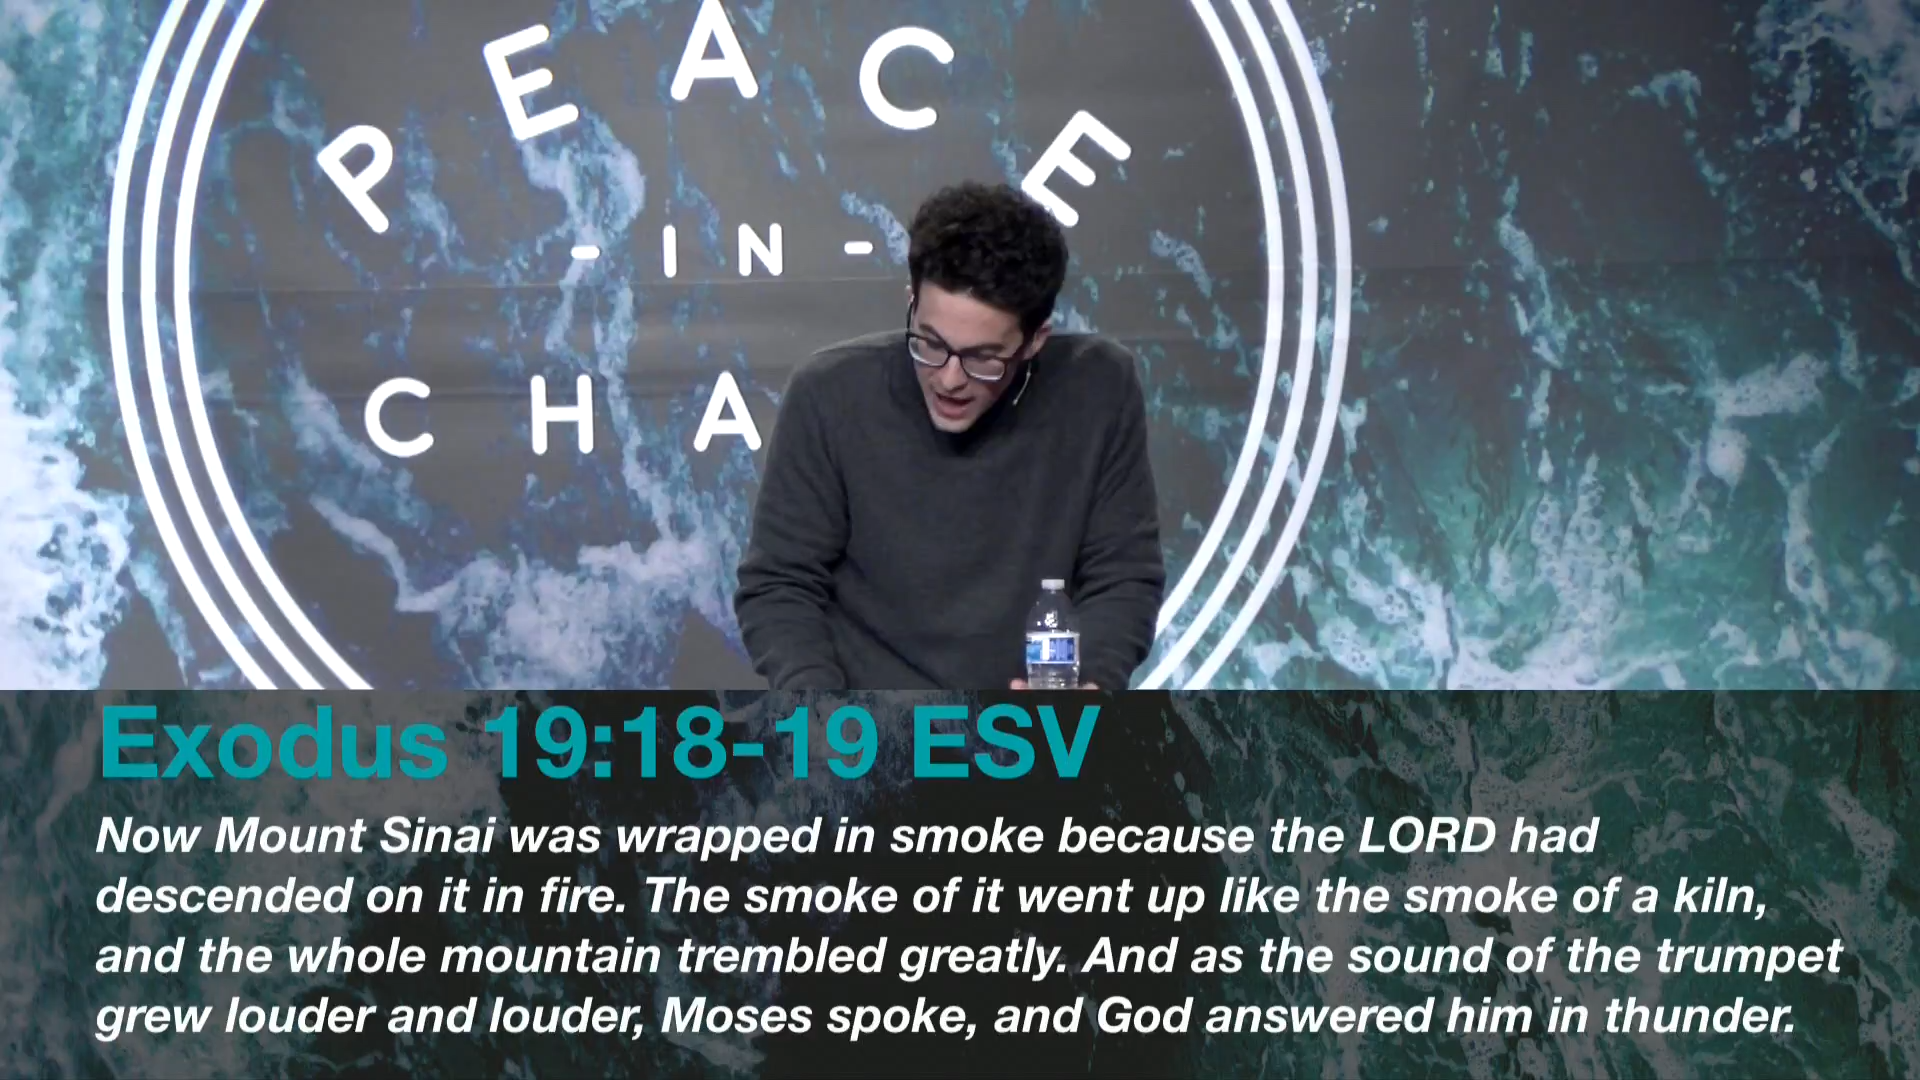 PEACE
- IN -
CHA
Exodus 19:18-19 ESV
Now Mount Sinai was wrapped in smoke because the LORD had
descended on it in fire. The smoke of it went up like the smoke of a kiln,
and the whole mountain trembled greatly. And as the sound of the trumpet
grew louder and louder, Moses spoke, and God answered him in thunder.